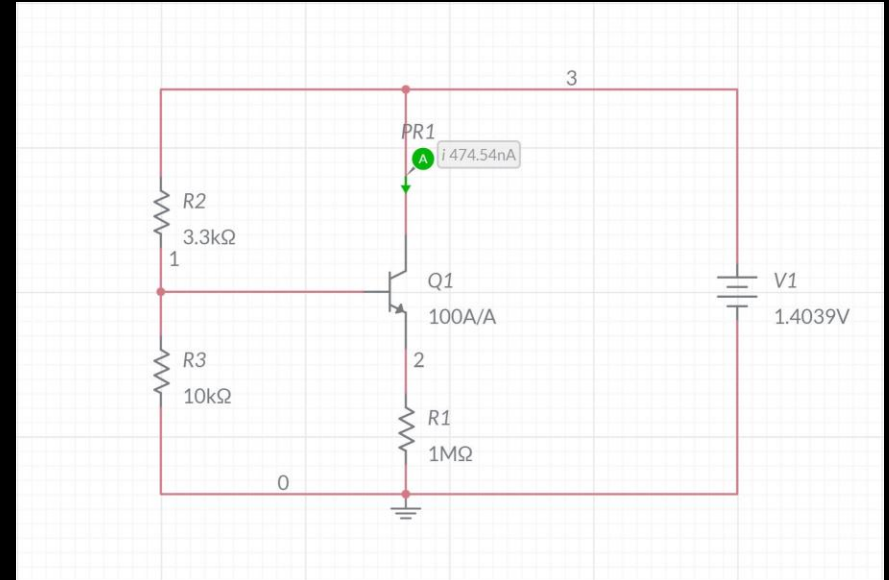 3
PR1
A
i 474.54nA
R2
3.3kΩ
1
Q1
100A/A
V1
1.4039V
R3
10kΩ
2
R1
1MΩ
0